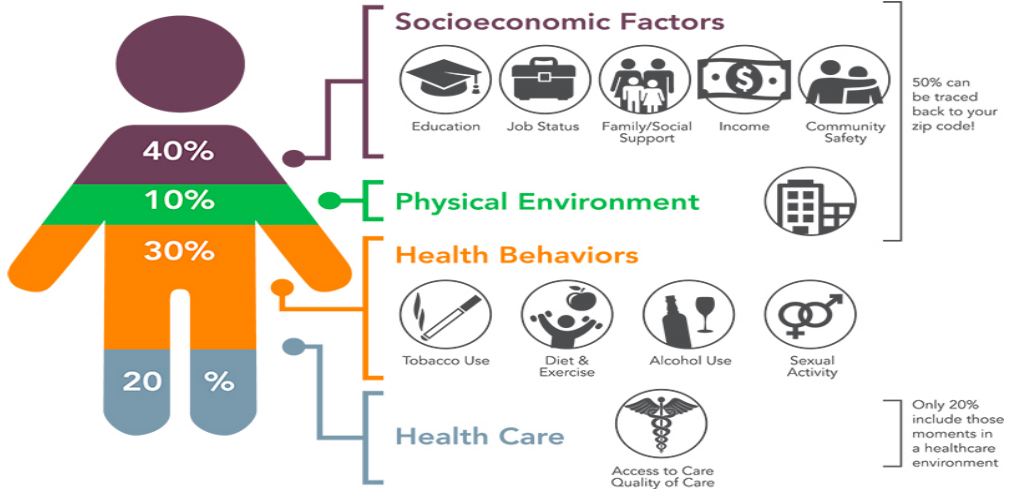 Socioeconomic Factors
40%
Education
Job Status
Family/Social
Support
Income
Community
Safety
50% can
be traced
back to your
zip code!
10%
Physical Environment
30%
Health Behaviors
Tobacco Use
Diet &
Exercise
Alcohol Use
Sexual
Activity
20 %
Health Care
$
Access to Care
Quality of Care
Only 20%
include those
moments in
a healthcare
environment